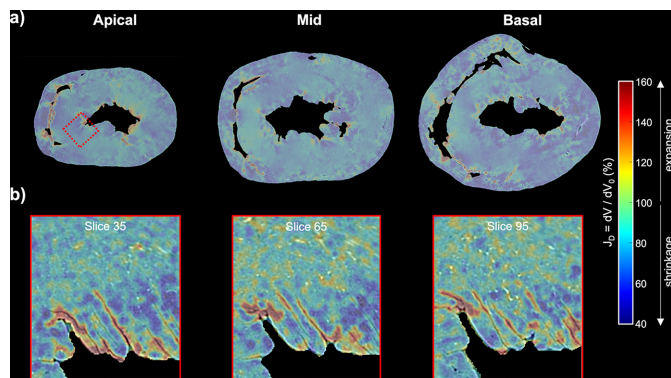 a)
Apical
Mid
Basal
b)
Slice 35
Slice 65
Slice 95
160
140
120
100
80
60
40
J_D = dV / dV_0 (%)
expansion
shrinkage